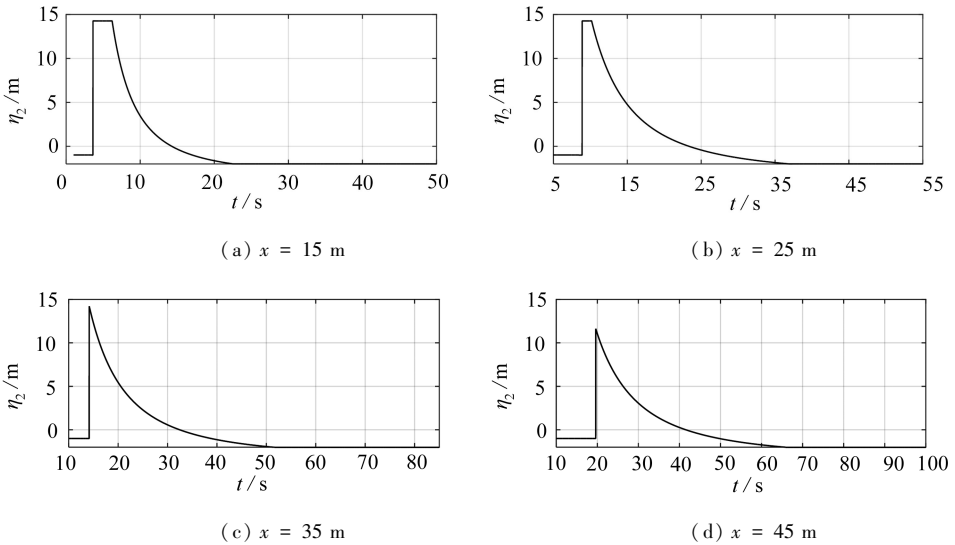 15
10
5
0
η₂/m
0 10 20 30 40 50
t/s
(a) x = 15 m
15
10
5
0
η₂/m
5 15 25 35 45 55
t/s
(b) x = 25 m
15
10
5
0
η₂/m
10 20 30 40 50 60 70 80
t/s
(c) x = 35 m
15
10
5
0
η₂/m
10 20 30 40 50 60 70 80 90 100
t/s
(d) x = 45 m